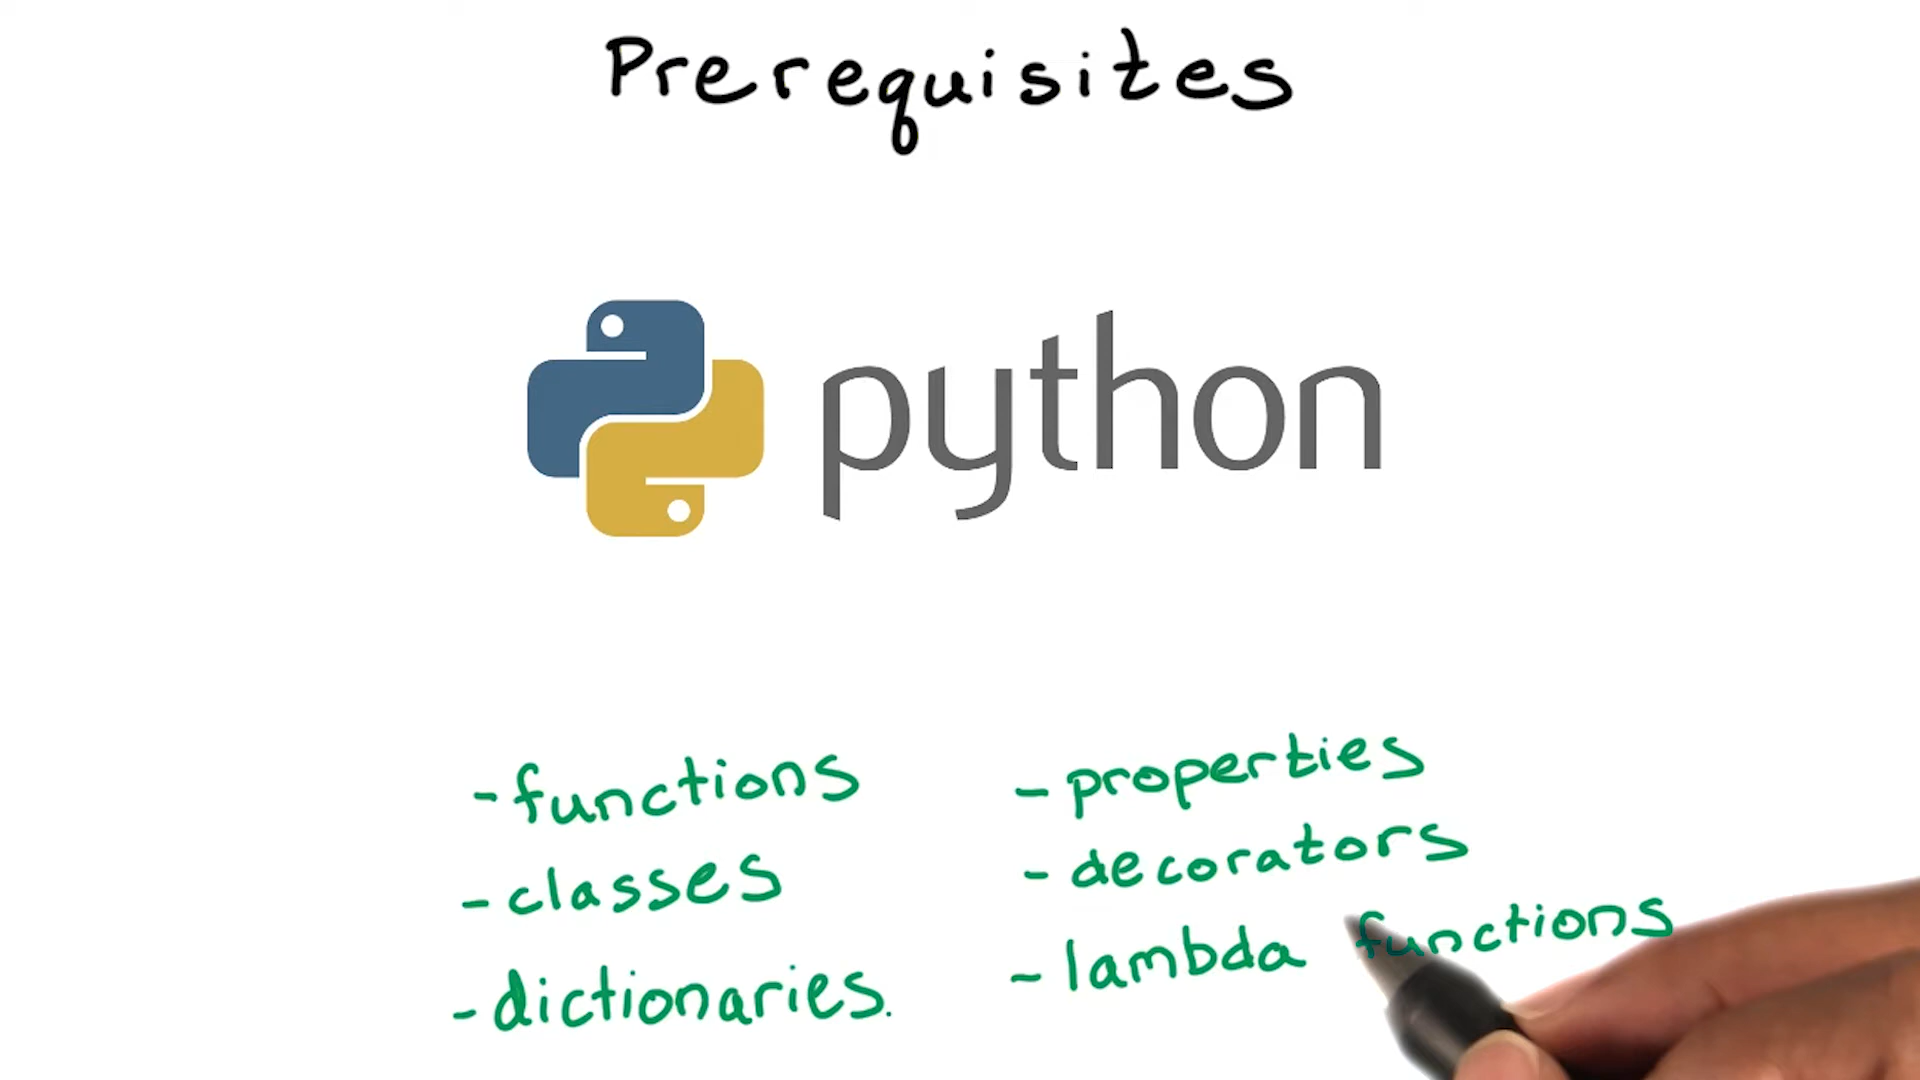 Prerequisites
python
- functions
- classes
- dictionaries.
- properties
- decorators
- lambda functions